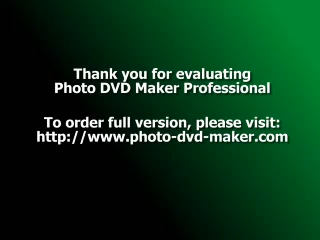 Thank you for evaluating
Photo DVD Maker Professional
To order full version, please visit:
http://www.photo-dvd-maker.com